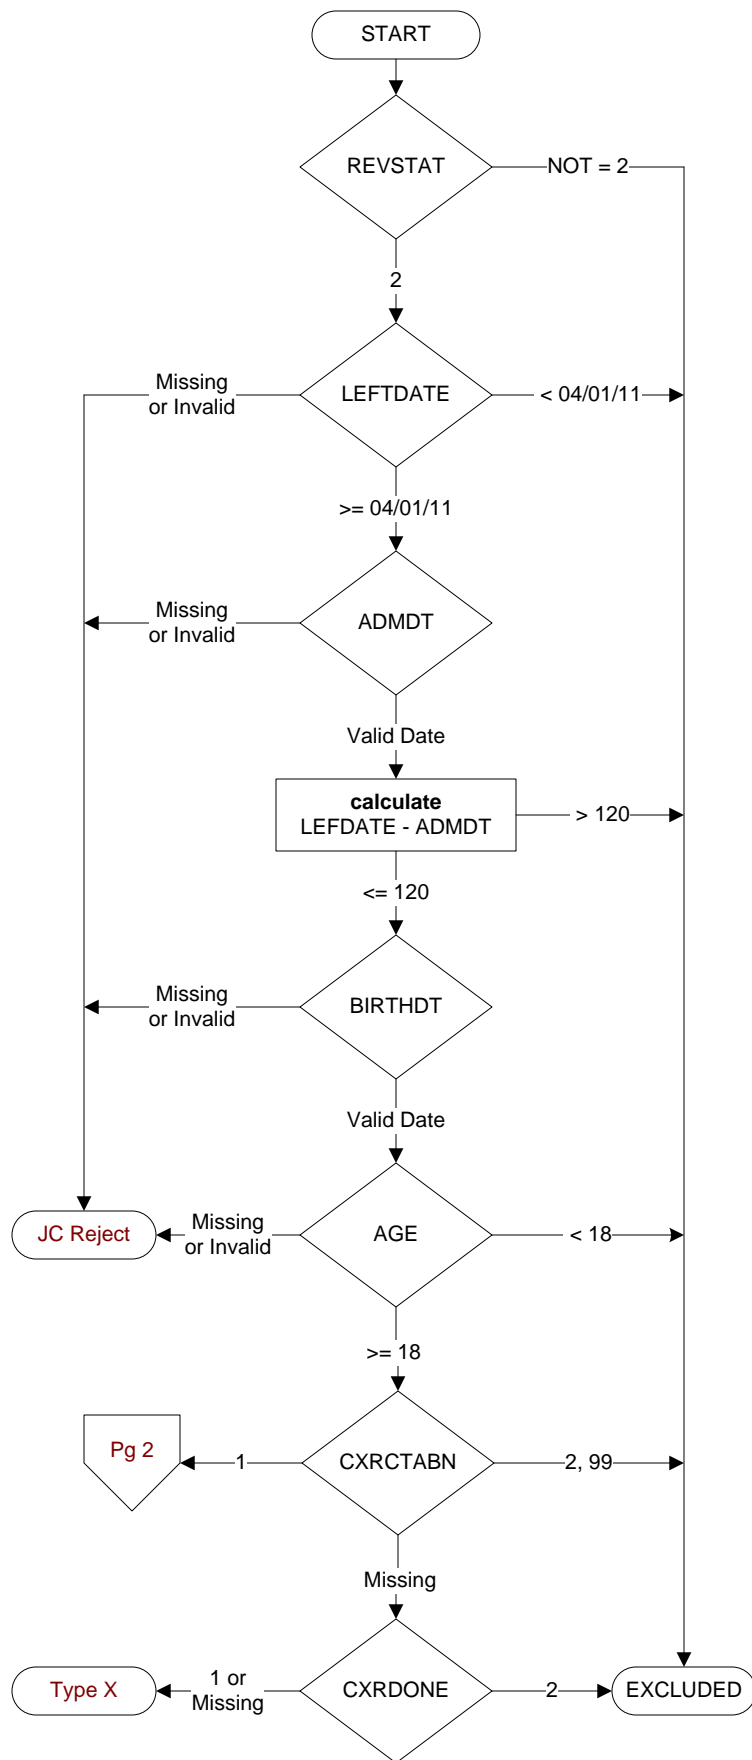 START
REVSTAT
NOT = 2
2
Missing
or Invalid
LEFTDATE
< 04/01/11
>= 04/01/11
Missing
or Invalid
ADMDT
Valid Date
calculate
LEFDATE - ADMDT
> 120
<= 120
Missing
or Invalid
BIRTHDT
Valid Date
JC Reject
Missing
or Invalid
AGE
< 18
>= 18
Pg 2
1
CXRCTABN
2, 99
Missing
Type X
1 or
Missing
CXRDONE
2
EXCLUDED